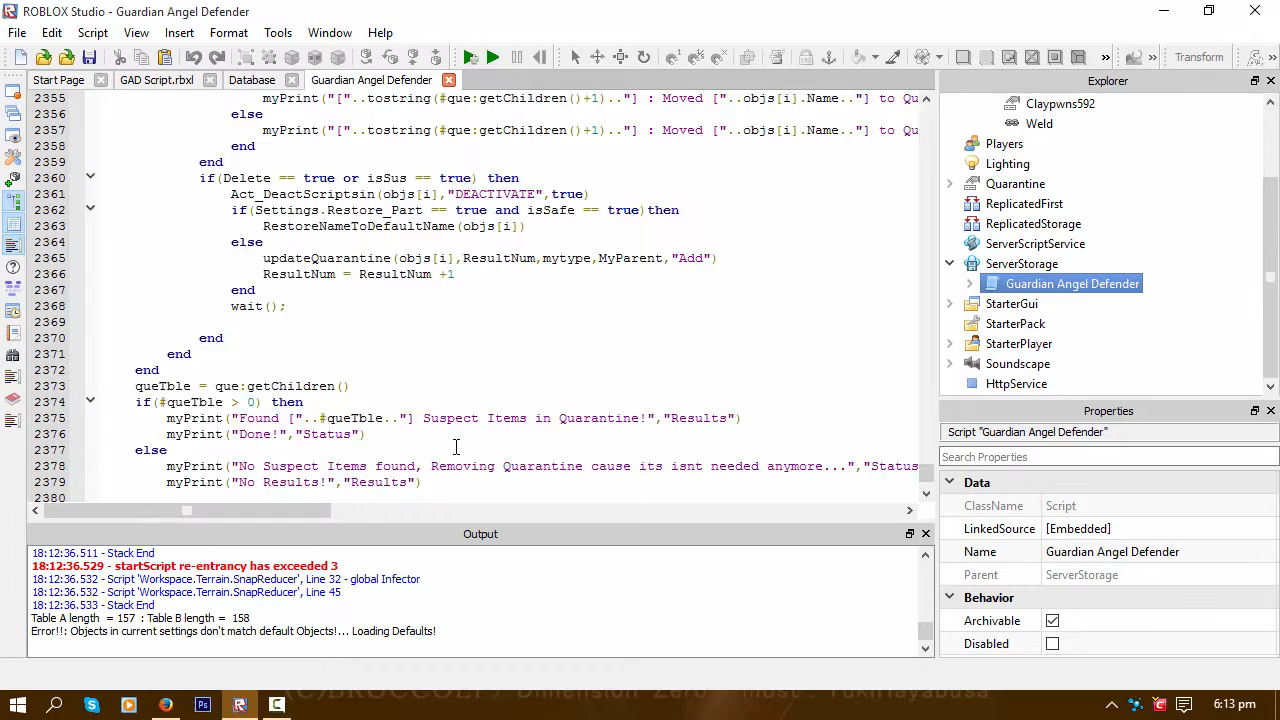 ROBLOX Studio - Guardian Angel Defender
File Edit Script View Insert Format Tools Window Help
Transform
Start Page GAD Script.rbxl Database Guardian Angel Defender
2355 myPrint("["..tostring(#que:getChildren()+1).."] : Moved ["..objs[i].Name.."] to Qu
2356 else
2357 myPrint("["..tostring(#que:getChildren()+1).."] : Moved ["..objs[i].Name.."] to Qu
2358 end
2359 end
2360 if(Delete == true or isSus == true) then
2361 Act_DeactScriptsin(objs[i],"DEACTIVATE",true)
2362 if(Settings.Restore_Part == true and isSafe == true)then
2363 RestoreNameToDefaultName(objs[i])
2364 else
2365 updateQuarantine(objs[i],ResultNum,mytype,MyParent,"Add")
2366 ResultNum = ResultNum +1
2367 end
2368 wait();
2369
2370 end
2371 end
2372 end
2373 queTble = que:getChildren()
2374 if(#queTble > 0) then
2375 myPrint("Found ["..#queTble.."] Suspect Items in Quarantine!","Results")
2376 myPrint("Done!","Status")
2377 else
2378 myPrint("No Suspect Items found, Removing Quarantine cause its isnt needed anymore...","Status
2379 myPrint("No Results!","Results")
2380
Output
18:12:36.511 - Stack End
18:12:36.529 - startScript re-entrancy has exceeded 3
18:12:36.532 - Script 'Workspace.Terrain.SnapReducer', Line 32 - global Infector
18:12:36.532 - Script 'Workspace.Terrain.SnapReducer', Line 45
18:12:36.533 - Stack End
Table A length = 157 : Table B length = 158
Error!!: Objects in current settings don't match default Objects!... Loading Defaults!
Explorer
Claypwns592
Weld
Players
Lighting
Quarantine
ReplicatedFirst
ReplicatedStorage
ServerScriptService
ServerStorage
Guardian Angel Defender
StarterGui
StarterPack
StarterPlayer
Soundscape
HttpService
Properties
Script "Guardian Angel Defender"
Search Properties
Data
ClassName Script
LinkedSource [Embedded]
Name Guardian Angel Defender
Parent ServerStorage
Behavior
Archivable
Disabled
(C)BROCCOLI / Dimension Zero
YukiHayabusa
Ps
6:13 pm